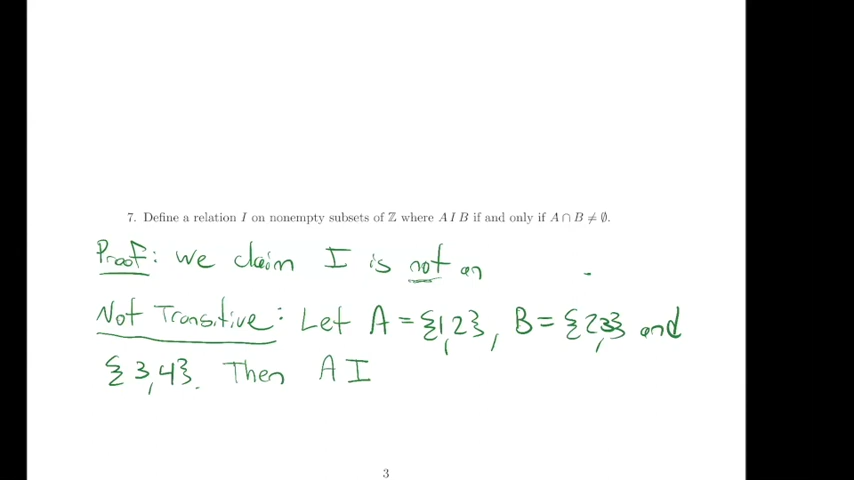 7. Define a relation I on nonempty subsets of ℤ where A I B if and only if A ∩ B ≠ ∅.
Proof: we claim I is not an
Not Transitive: Let A = {1,2}, B = {2,3} and
{3,4}. Then A I
3